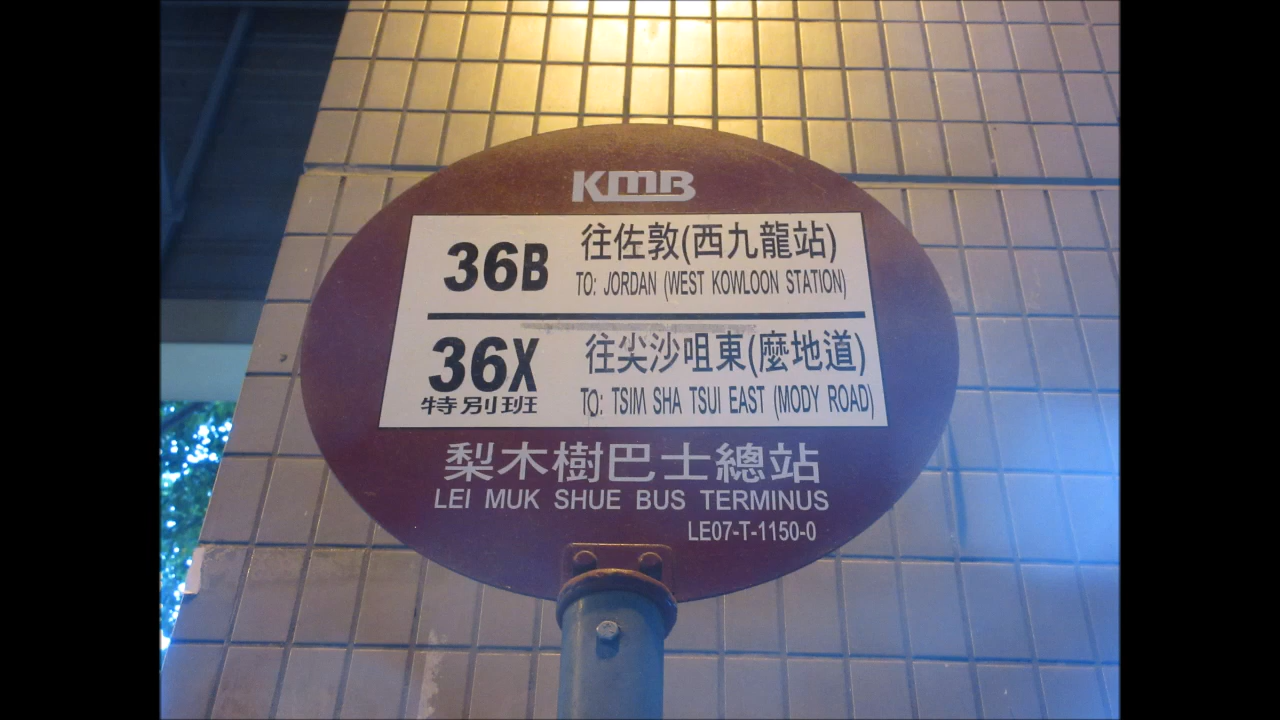 KMB
36B
往佐敦(西九龍站)
TO: JORDAN (WEST KOWLOON STATION)
36X
特別班
往尖沙咀東(麼地道)
TO: TSIM SHA TSUI EAST (MODY ROAD)
梨木樹巴士總站
LEI MUK SHUE BUS TERMINUS
LE07-T-1150-0